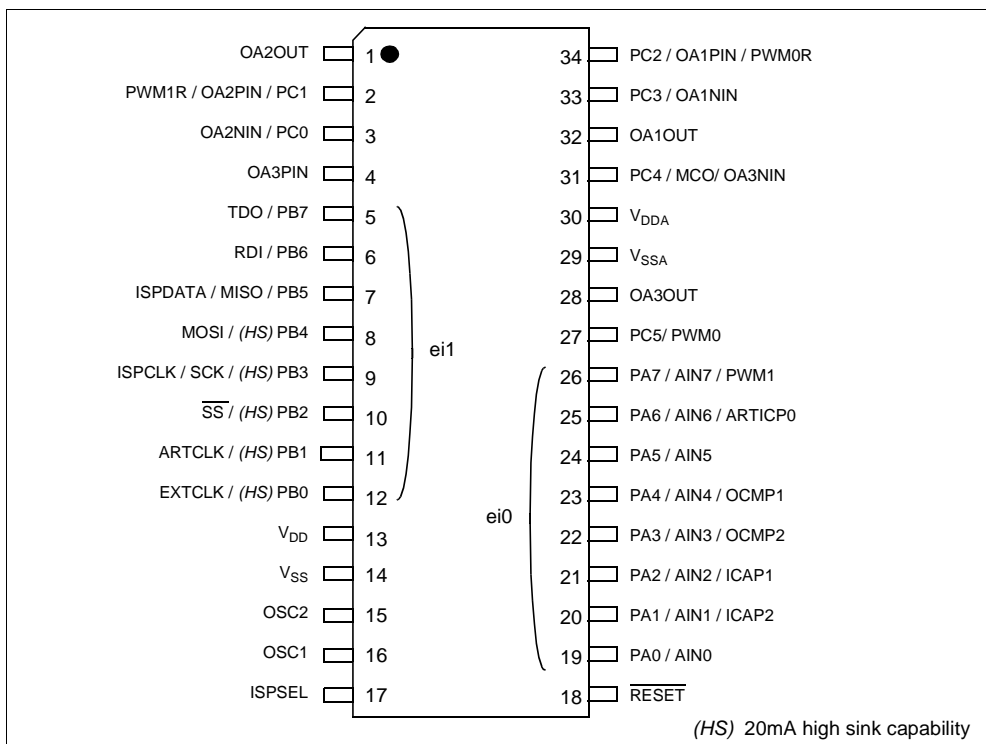 OA2OUT 1
PWM1R / OA2PIN / PC1 2
OA2NIN / PC0 3
OA3PIN 4
TDO / PB7 5
RDI / PB6 6
ISPDATA / MISO / PB5 7
MOSI / (HS) PB4 8
ISPCLK / SCK / (HS) PB3 9
SS / (HS) PB2 10
ARTCLK / (HS) PB1 11
EXTCLK / (HS) PB0 12
VDD 13
VSS 14
OSC2 15
OSC1 16
ISPSEL 17
ei1
ei0
34 PC2 / OA1PIN / PWM0R
33 PC3 / OA1NIN
32 OA1OUT
31 PC4 / MCO/ OA3NIN
30 VDDA
29 VSSA
28 OA3OUT
27 PC5/ PWM0
26 PA7 / AIN7 / PWM1
25 PA6 / AIN6 / ARTICP0
24 PA5 / AIN5
23 PA4 / AIN4 / OCMP1
22 PA3 / AIN3 / OCMP2
21 PA2 / AIN2 / ICAP1
20 PA1 / AIN1 / ICAP2
19 PA0 / AIN0
18 RESET
(HS) 20mA high sink capability